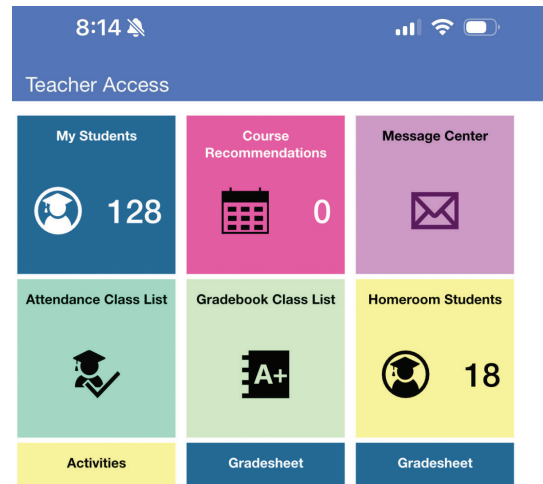 8:14
Teacher Access
My Students
128
Course
Recommendations
0
Message Center
Attendance Class List
Gradebook Class List
A+
Homeroom Students
18
Activities
Gradesheet
Gradesheet